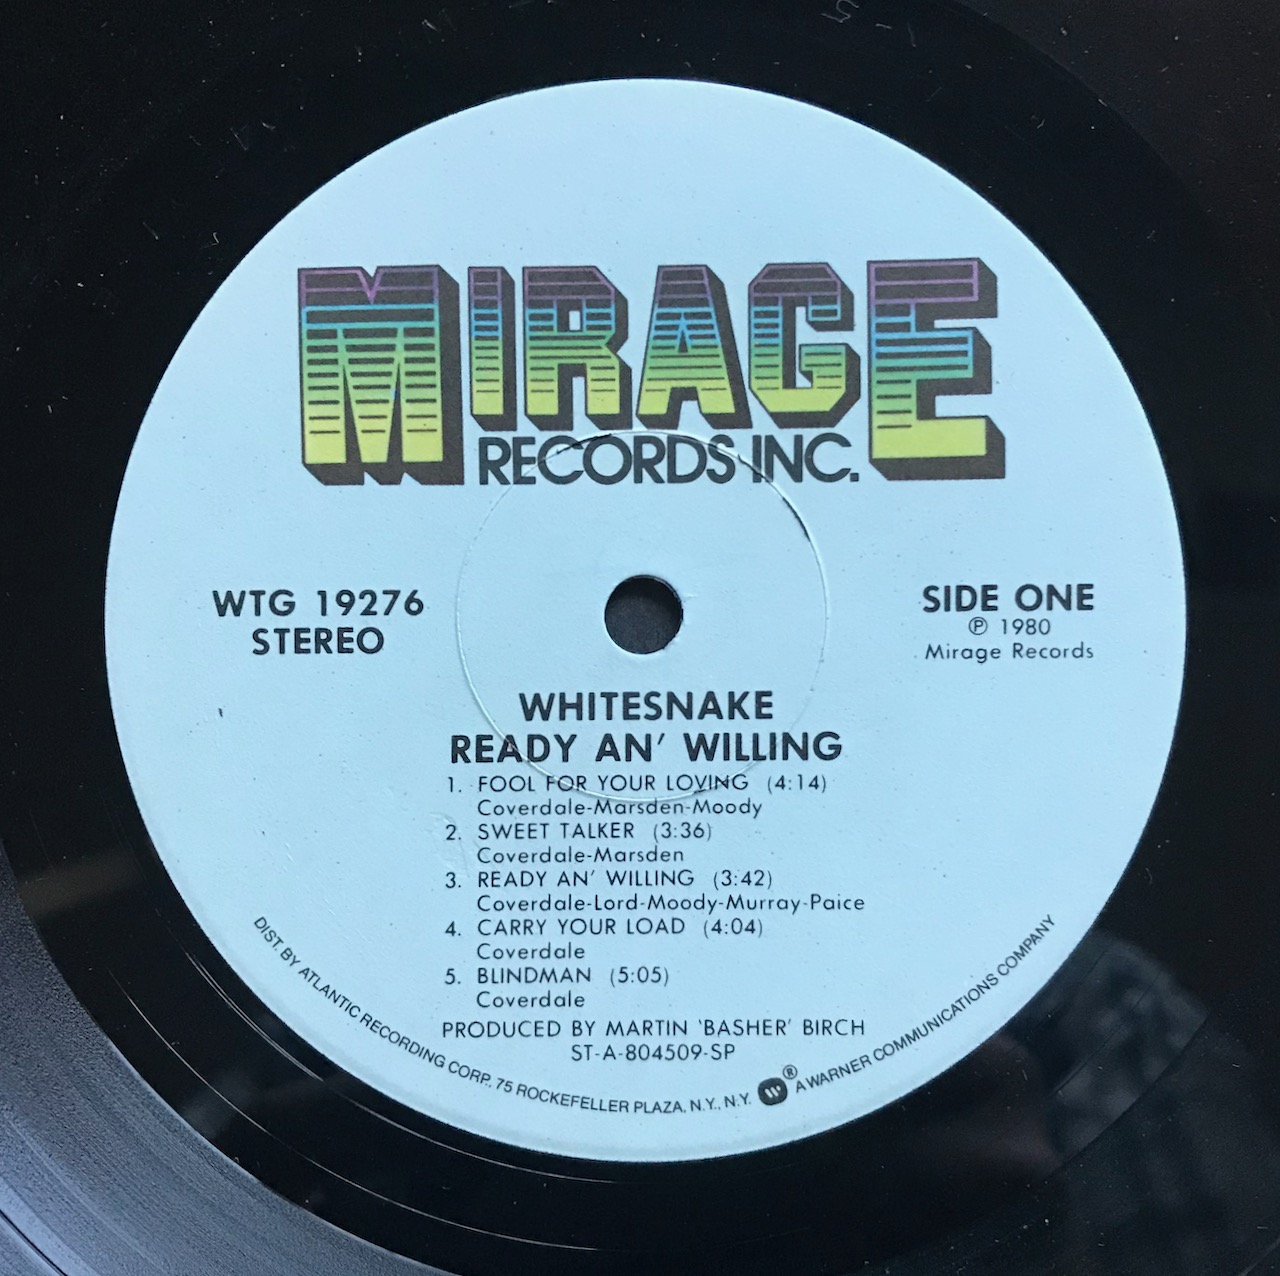 MIRAGE
RECORDS INC.
WTG 19276
STEREO
SIDE ONE
℗ 1980
Mirage Records
WHITESNAKE
READY AN' WILLING
1. FOOL FOR YOUR LOVING (4:14)
Coverdale-Marsden-Moody
2. SWEET TALKER (3:36)
Coverdale-Marsden
3. READY AN' WILLING (3:42)
Coverdale-Lord-Moody-Murray-Paice
4. CARRY YOUR LOAD (4:04)
Coverdale
5. BLINDMAN (5:05)
Coverdale
PRODUCED BY MARTIN 'BASHER' BIRCH
ST-A-804509-SP
DIST. BY ATLANTIC RECORDING CORP., 75 ROCKEFELLER PLAZA, N.Y., N.Y. ® A WARNER COMMUNICATIONS COMPANY